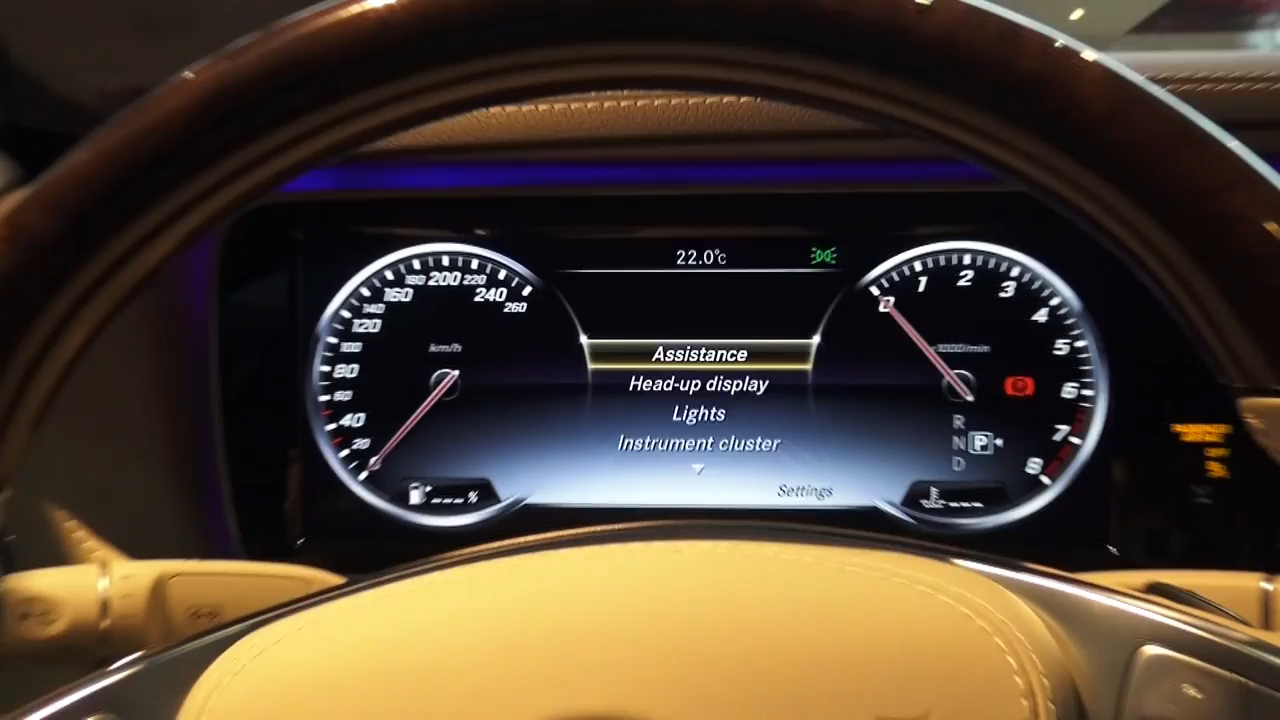 22.0°c
20
40
60
80
100
120
140
160
180
200
220
240
260
km/h
---%
Assistance
Head-up display
Lights
Instrument cluster
Settings
0
1
2
3
4
5
6
7
8
x1000/min
R
N P
D
---